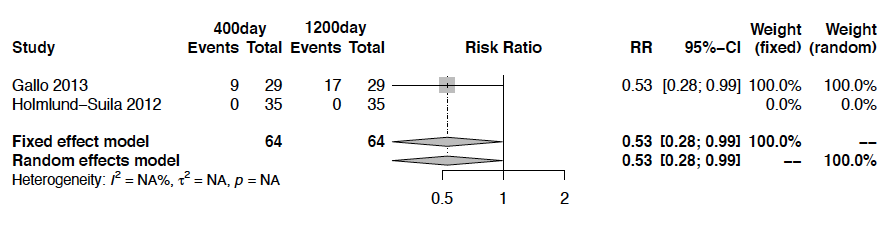 400day 1200day Weight Weight
Study Events Total Events Total Risk Ratio RR 95%−CI (fixed) (random)
Gallo 2013 9 29 17 29 0.53 [0.28; 0.99] 100.0% 100.0%
Holmlund−Suila 2012 0 35 0 35 0.0% 0.0%
Fixed effect model 64 64 0.53 [0.28; 0.99] 100.0% −−
Random effects model 0.53 [0.28; 0.99] −− 100.0%
Heterogeneity: I² = NA%, τ² = NA, p = NA
0.5 1 2